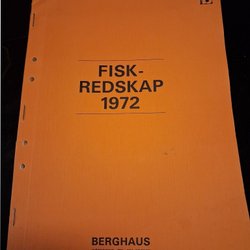 FISK-
REDSKAP
1972
BERGHAUS